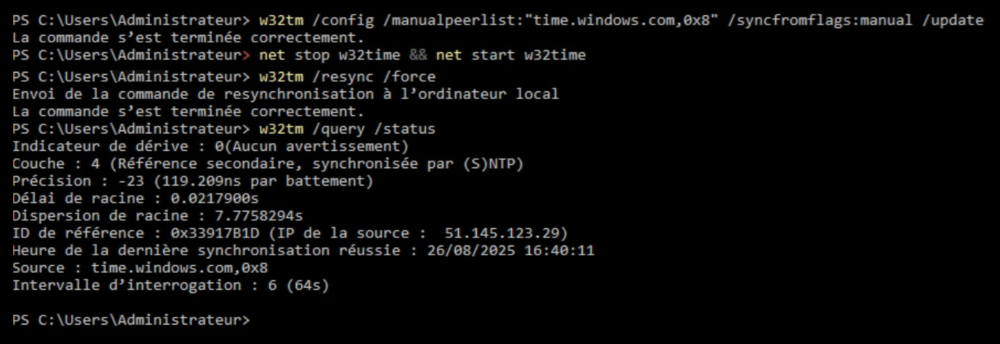 PS C:\Users\Administrateur> w32tm /config /manualpeerlist:"time.windows.com,0x8" /syncfromflags:manual /update
La commande s’est terminée correctement.
PS C:\Users\Administrateur> net stop w32time && net start w32time
PS C:\Users\Administrateur> w32tm /resync /force
Envoi de la commande de resynchronisation à l’ordinateur local
La commande s’est terminée correctement.
PS C:\Users\Administrateur> w32tm /query /status
Indicateur de dérive : 0(Aucun avertissement)
Couche : 4 (Référence secondaire, synchronisée par (S)NTP)
Précision : -23 (119.209ns par battement)
Délai de racine : 0.0217900s
Dispersion de racine : 7.7758294s
ID de référence : 0x33917B1D (IP de la source :  51.145.123.29)
Heure de la dernière synchronisation réussie : 26/08/2025 16:40:11
Source : time.windows.com,0x8
Intervalle d’interrogation : 6 (64s)
PS C:\Users\Administrateur>